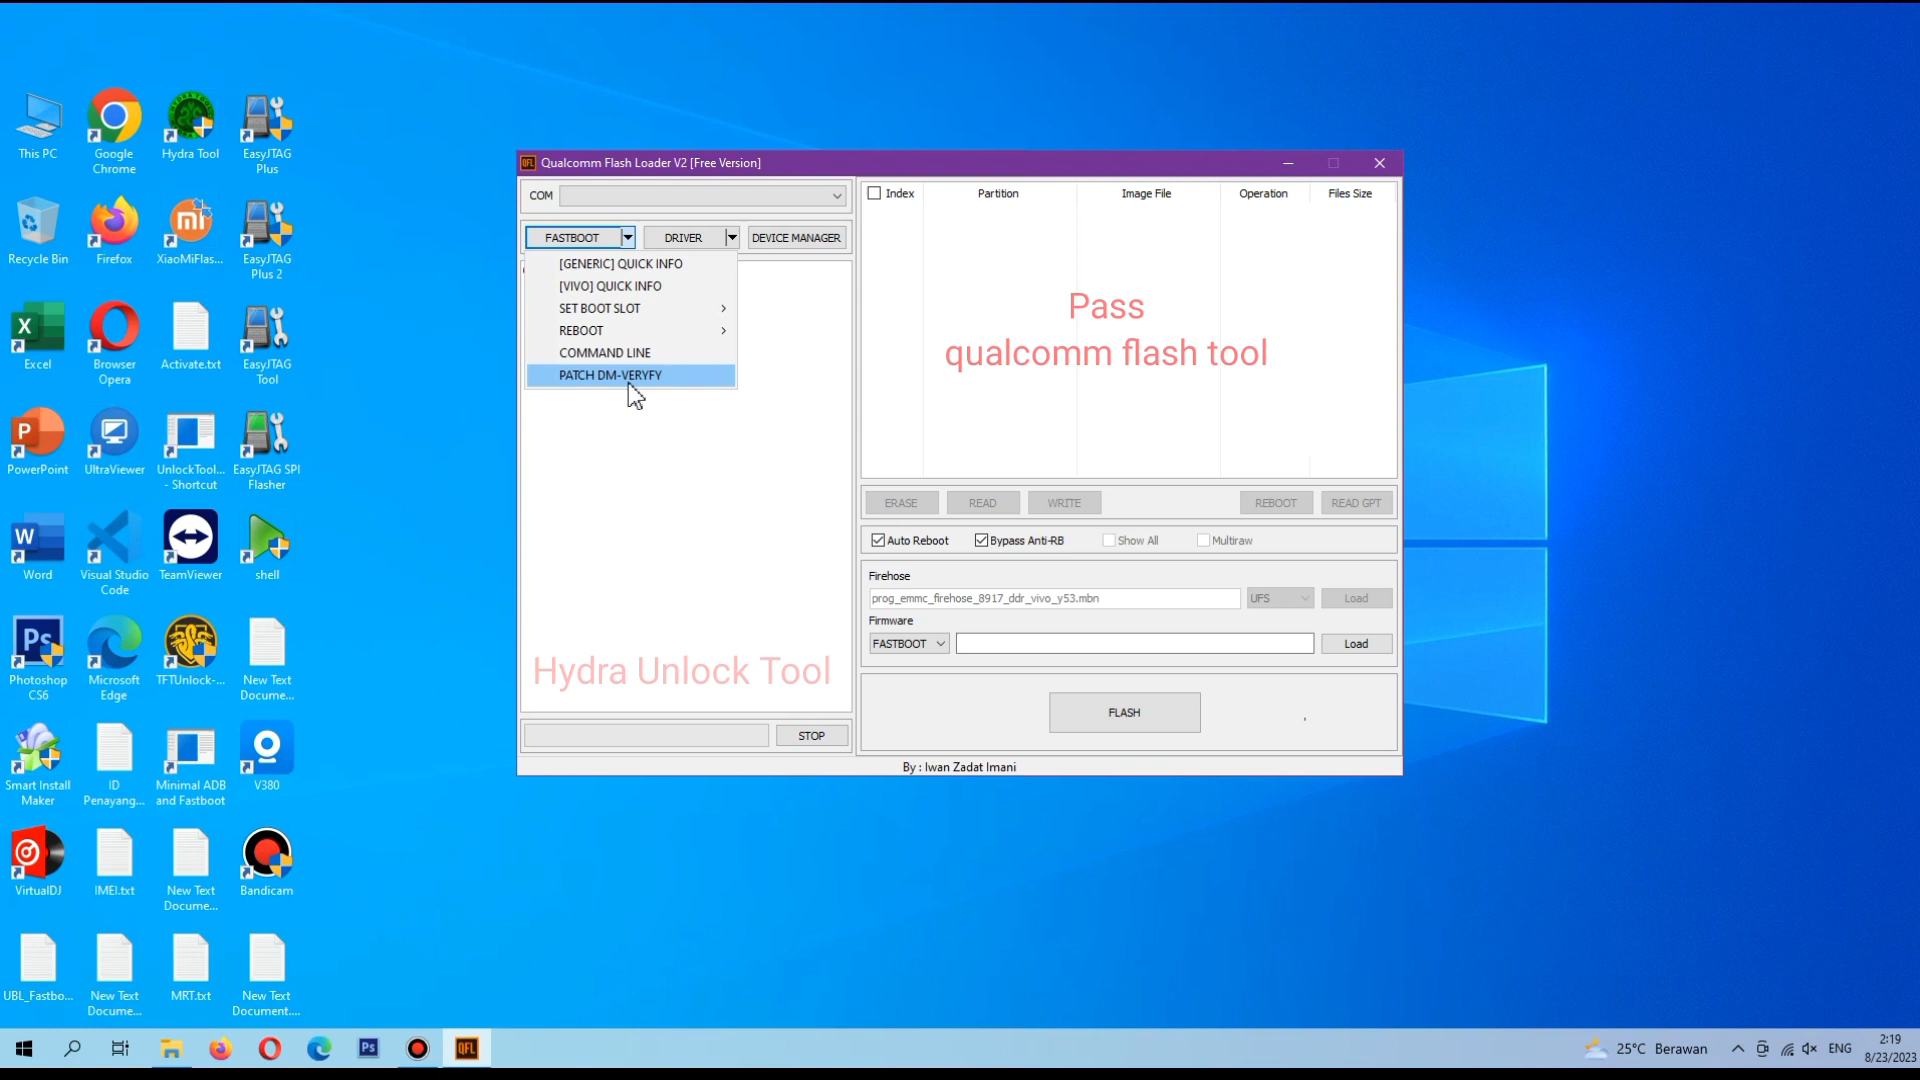 This PC
Google
Chrome
Hydra Tool
EasyJTAG
Plus
Recycle Bin
Firefox
XiaoMiFlas...
EasyJTAG
Plus 2
Excel
Browser
Opera
Activate.txt
EasyJTAG
Tool
PowerPoint
UltraViewer
UnlockTool...
- Shortcut
EasyJTAG SPI
Flasher
Word
Visual Studio
Code
TeamViewer
shell
Photoshop
CS6
Microsoft
Edge
TFTUnlock-...
New Text
Docume...
Smart Install
Maker
ID
Penayang...
Minimal ADB
and Fastboot
V380
VirtualDJ
IMEI.txt
New Text
Docume...
Bandicam
UBL_Fastbo...
New Text
Docume...
MRT.txt
New Text
Document....
QFL Qualcomm Flash Loader V2 [Free Version]
COM
FASTBOOT
DRIVER
DEVICE MANAGER
[GENERIC] QUICK INFO
[VIVO] QUICK INFO
SET BOOT SLOT
REBOOT
COMMAND LINE
PATCH DM-VERYFY
Hydra Unlock Tool
STOP
Index Partition Image File Operation Files Size
Pass
qualcomm flash tool
ERASE READ WRITE REBOOT READ GPT
Auto Reboot Bypass Anti-RB Show All Multiraw
Firehose
prog_emmc_firehose_8917_ddr_vivo_y53.mbn UFS Load
Firmware
FASTBOOT Load
FLASH
By : Iwan Zadat Imani
Ps
QFL
25°C Berawan
ENG
2:19
8/23/2023